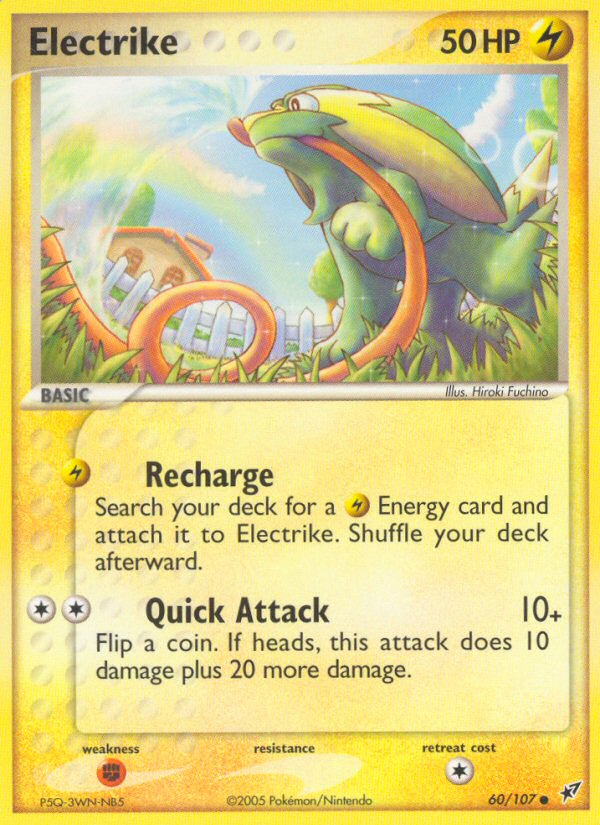 Electrike 50 HP
BASIC Illus. Hiroki Fuchino
Recharge
Search your deck for a Energy card and
attach it to Electrike. Shuffle your deck
afterward.
Quick Attack 10+
Flip a coin. If heads, this attack does 10
damage plus 20 more damage.
weakness resistance retreat cost
P5Q-3WN-NB5 ©2005 Pokémon/Nintendo 60/107